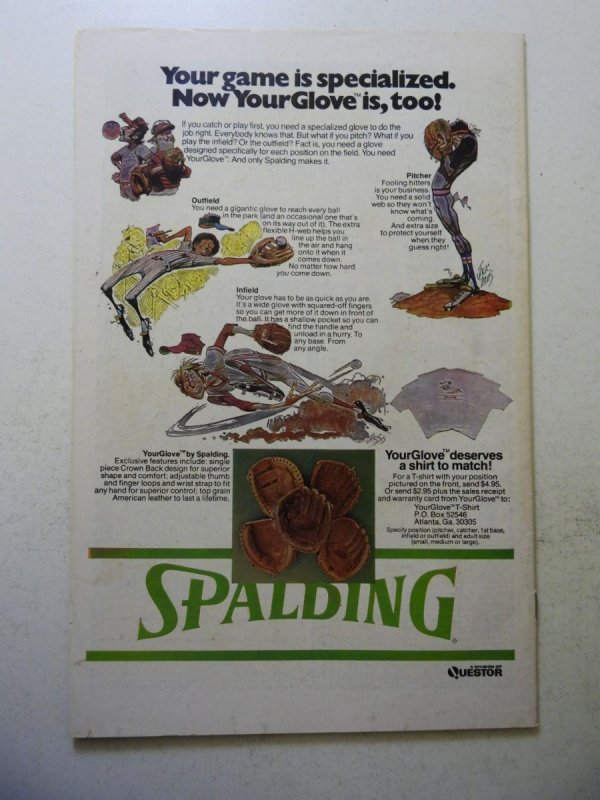 Your game is specialized.
Now YourGlove™ is, too!
If you catch or play first, you need a specialized glove to do the
job right. Everybody knows that. But what if you pitch? What if you
play the infield? Or the outfield? Fact is, you need a glove
designed specifically for each position on the field. You need
YourGlove™. And only Spalding makes it.
Pitcher
Fooling hitters
is your business.
You need a solid
web so they won't
know what's
coming.
And extra size
to protect yourself
when they
guess right!
Outfield
You need a gigantic glove to reach every ball
in the park (and an occasional one that's
on its way out of it). The extra
flexible H-web helps you
line up the ball in
the air and hang
onto it when it
comes down.
No matter how hard
you come down.
Infield
Your glove has to be as quick as you are.
It's a wide glove with squared-off fingers
so you can get more of it down in front of
the ball. It has a shallow pocket so you can
find the handle and
unload in a hurry. To
any base. From
any angle.
YourGlove™ by Spalding.
Exclusive features include: single
piece Crown Back design for superior
shape and comfort; adjustable thumb
and finger loops and wrist strap to fit
any hand for superior control; top grain
American leather to last a lifetime.
YourGlove™ deserves
a shirt to match!
For a T-shirt with your position
pictured on the front, send $4.95.
Or send $2.95 plus the sales receipt
and warranty card from YourGlove™ to:
YourGlove™ T-Shirt
P.O. Box 52546
Atlanta, Ga. 30305
Specify position (pitcher, catcher, 1st base,
infield or outfield) and adult size
(small, medium or large).
SPALDING
A DIVISION OF
QUESTOR